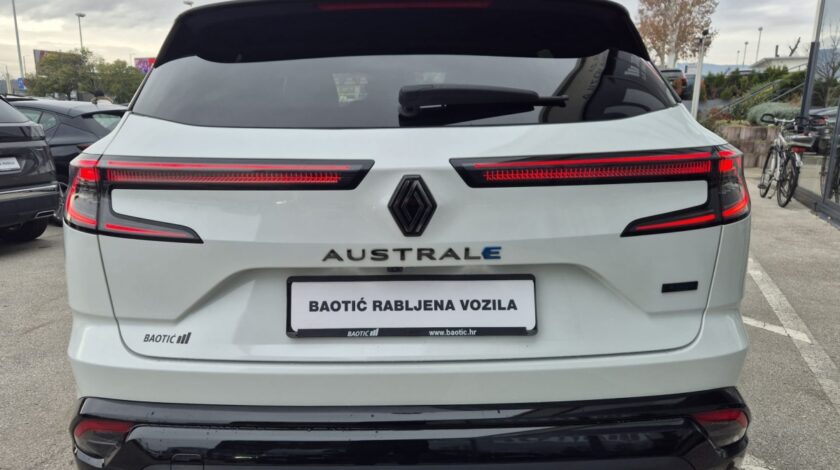 AUSTRALE
BAOTIĆ RABLJENA VOZILA
BAOTIĆ www.baotic.hr
BAOTIĆ